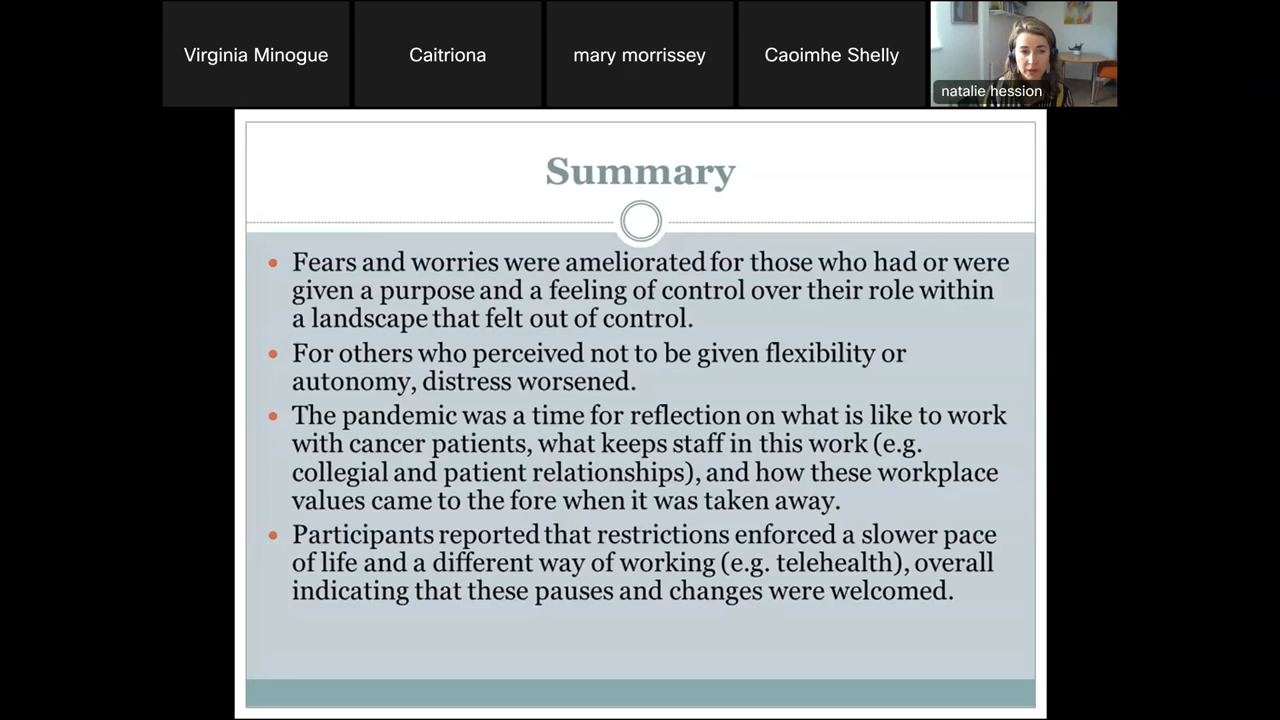 Virginia Minogue
Caitriona
mary morrissey
Caoimhe Shelly
natalie hession
Summary
Fears and worries were ameliorated for those who had or were
given a purpose and a feeling of control over their role within
a landscape that felt out of control.
For others who perceived not to be given flexibility or
autonomy, distress worsened.
The pandemic was a time for reflection on what is like to work
with cancer patients, what keeps staff in this work (e.g.
collegial and patient relationships), and how these workplace
values came to the fore when it was taken away.
Participants reported that restrictions enforced a slower pace
of life and a different way of working (e.g. telehealth), overall
indicating that these pauses and changes were welcomed.